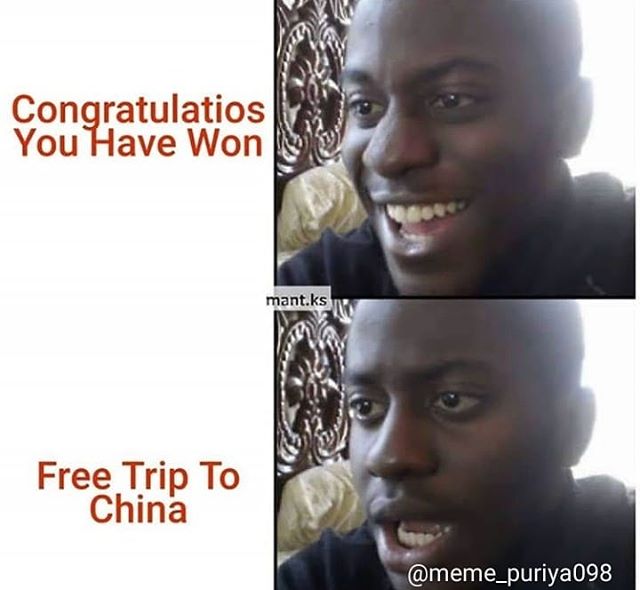 Congratulatios
You Have Won
mant.ks
Free Trip To
China
@meme_puriya098